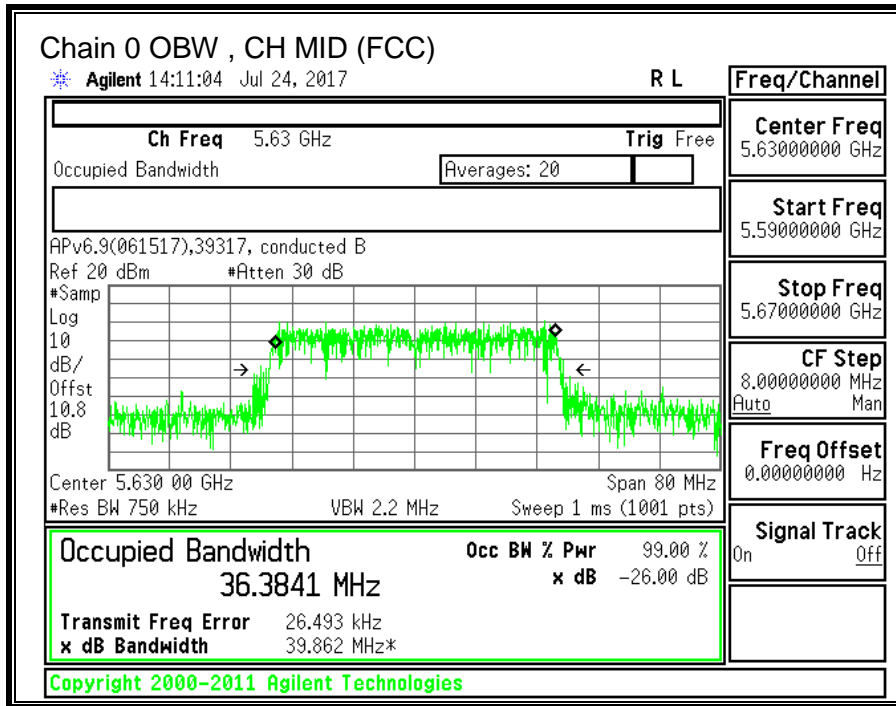 Chain 0 OBW , CH MID (FCC)
Agilent 14:11:04 Jul 24, 2017 R L
Freq/Channel
Ch Freq 5.63 GHz Trig Free
Occupied Bandwidth Averages: 20
APv6.9(061517),39317, conducted B
Ref 20 dBm #Atten 30 dB
#Samp
Log
10
dB/
Offst
10.8
dB
Center 5.630 00 GHz Span 80 MHz
#Res BW 750 kHz VBW 2.2 MHz Sweep 1 ms (1001 pts)
Occupied Bandwidth Occ BW % Pwr 99.00 %
36.3841 MHz x dB -26.00 dB
Transmit Freq Error 26.493 kHz
x dB Bandwidth 39.862 MHz*
Copyright 2000-2011 Agilent Technologies
Center Freq
5.63000000 GHz
Start Freq
5.59000000 GHz
Stop Freq
5.67000000 GHz
CF Step
8.00000000 MHz
Auto Man
Freq Offset
0.00000000 Hz
Signal Track
On Off